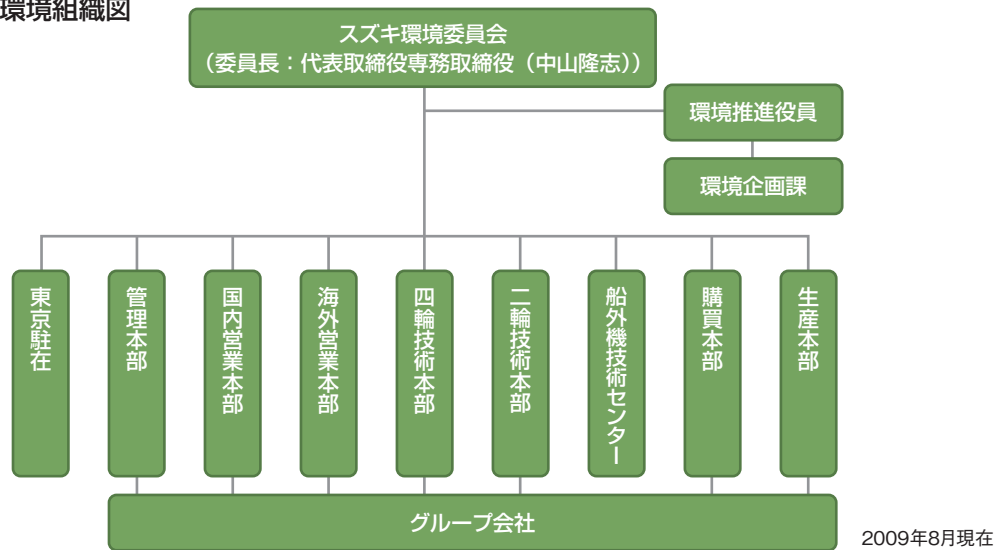 環境組織図
スズキ環境委員会
（委員長：代表取締役専務取締役（中山隆志））
環境推進役員
環境企画課
東京駐在
管理本部
国内営業本部
海外営業本部
四輪技術本部
二輪技術本部
船外機技術センター
購買本部
生産本部
グループ会社
2009年8月現在